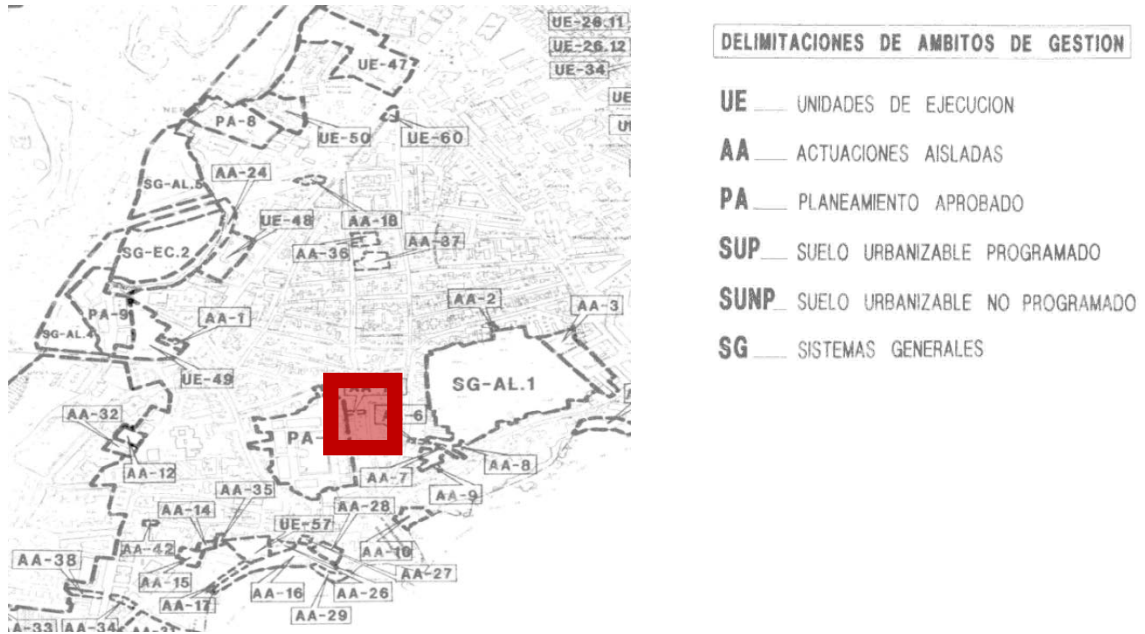 UE-26.11
UE-26.12
UE-34
UE-47
PA-8
UE-50
UE-60
AA-24
SG-AL.5
AA-18
UE-48
AA-36
AA-37
SG-EC.2
AA-2
AA-3
PA-9
AA-1
SG-AL.4
UE-49
SG-AL.1
AA-32
PA-
AA-12
AA-7
AA-8
AA-35
AA-9
AA-14
AA-28
UE-57
AA-42
AA-10
AA-38
AA-15
AA-27
AA-17
AA-16
AA-26
AA-29
AA-34
DELIMITACIONES DE AMBITOS DE GESTION
UE UNIDADES DE EJECUCION
AA ACTUACIONES AISLADAS
PA PLANEAMIENTO APROBADO
SUP SUELO URBANIZABLE PROGRAMADO
SUNP SUELO URBANIZABLE NO PROGRAMADO
SG SISTEMAS GENERALES